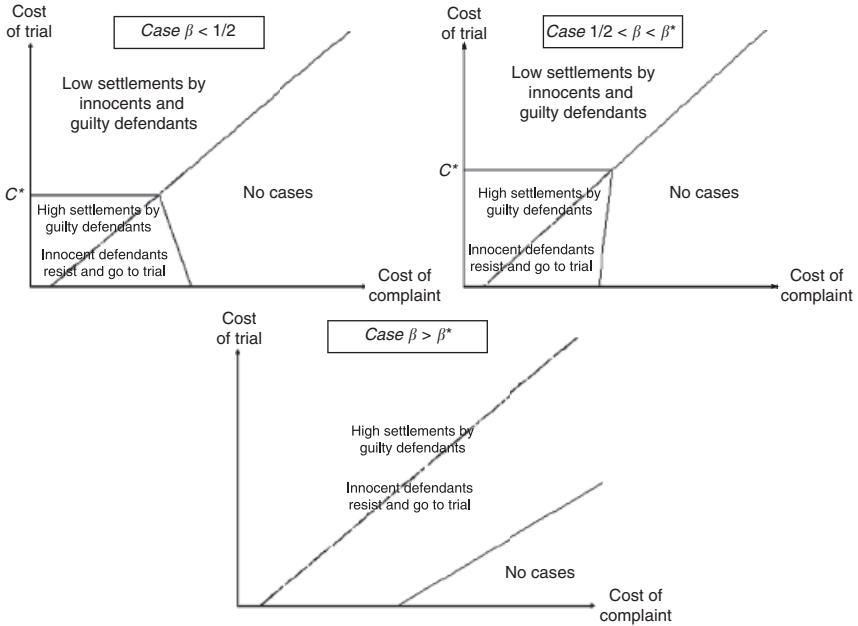 Cost
of trial
Case β < 1/2
Low settlements by
innocents and
guilty defendants
C*
High settlements by
guilty defendants
Innocent defendants
resist and go to trial
No cases
Cost of
complaint
Cost
of trial
Case 1/2 < β < β*
Low settlements by
innocents and
guilty defendants
C*
High settlements by
guilty defendants
Innocent defendants
resist and go to trial
No cases
Cost of
complaint
Cost
of trial
Case β > β*
High settlements by
guilty defendants
Innocent defendants
resist and go to trial
No cases
Cost of
complaint